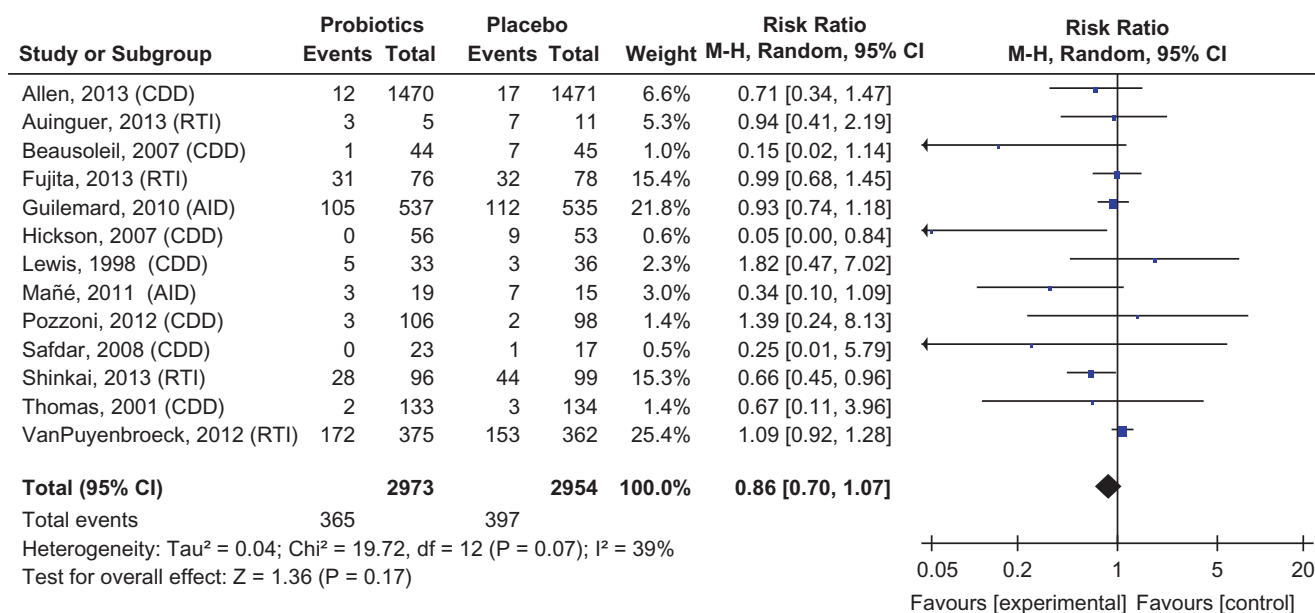 Probiotics Placebo Risk Ratio Risk Ratio
Study or Subgroup Events Total Events Total Weight M-H, Random, 95% CI M-H, Random, 95% CI
Allen, 2013 (CDD) 12 1470 17 1471 6.6% 0.71 [0.34, 1.47]
Auinguer, 2013 (RTI) 3 5 7 11 5.3% 0.94 [0.41, 2.19]
Beausoleil, 2007 (CDD) 1 44 7 45 1.0% 0.15 [0.02, 1.14]
Fujita, 2013 (RTI) 31 76 32 78 15.4% 0.99 [0.68, 1.45]
Guilemard, 2010 (AID) 105 537 112 535 21.8% 0.93 [0.74, 1.18]
Hickson, 2007 (CDD) 0 56 9 53 0.6% 0.05 [0.00, 0.84]
Lewis, 1998 (CDD) 5 33 3 36 2.3% 1.82 [0.47, 7.02]
Mañé, 2011 (AID) 3 19 7 15 3.0% 0.34 [0.10, 1.09]
Pozzoni, 2012 (CDD) 3 106 2 98 1.4% 1.39 [0.24, 8.13]
Safdar, 2008 (CDD) 0 23 1 17 0.5% 0.25 [0.01, 5.79]
Shinkai, 2013 (RTI) 28 96 44 99 15.3% 0.66 [0.45, 0.96]
Thomas, 2001 (CDD) 2 133 3 134 1.4% 0.67 [0.11, 3.96]
VanPuyenbroeck, 2012 (RTI) 172 375 153 362 25.4% 1.09 [0.92, 1.28]
Total (95% CI) 2973 2954 100.0% 0.86 [0.70, 1.07]
Total events 365 397
Heterogeneity: Tau² = 0.04; Chi² = 19.72, df = 12 (P = 0.07); I² = 39%
Test for overall effect: Z = 1.36 (P = 0.17)
0.05 0.2 1 5 20
Favours [experimental] Favours [control]